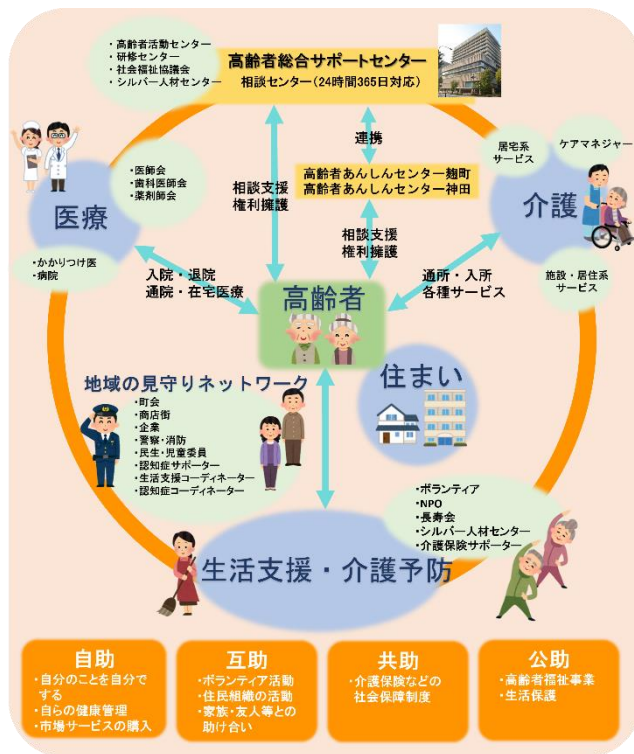 ・高齢者活動センター
・研修センター
・社会福祉協議会
・シルバー人材センター
高齢者総合サポートセンター
相談センター（24時間365日対応）
連携
高齢者あんしんセンター麹町
高齢者あんしんセンター神田
相談支援
権利擁護
相談支援
権利擁護
医療
・医師会
・歯科医師会
・薬剤師会
・かかりつけ医
・病院
入院・退院
通院・在宅医療
居宅系
サービス
ケアマネジャー
介護
施設・居住系
サービス
通所・入所
各種サービス
高齢者
住まい
地域の見守りネットワーク
・町会
・商店街
・企業
・警察・消防
・民生・児童委員
・認知症サポーター
・生活支援コーディネーター
・認知症コーディネーター
・ボランティア
・NPO
・長寿会
・シルバー人材センター
・介護保険サポーター
生活支援・介護予防
自助
・自分のことを自分で
する
・自らの健康管理
・市場サービスの購入
互助
・ボランティア活動
・住民組織の活動
・家族・友人等との
助け合い
共助
・介護保険などの
社会保障制度
公助
・高齢者福祉事業
・生活保護